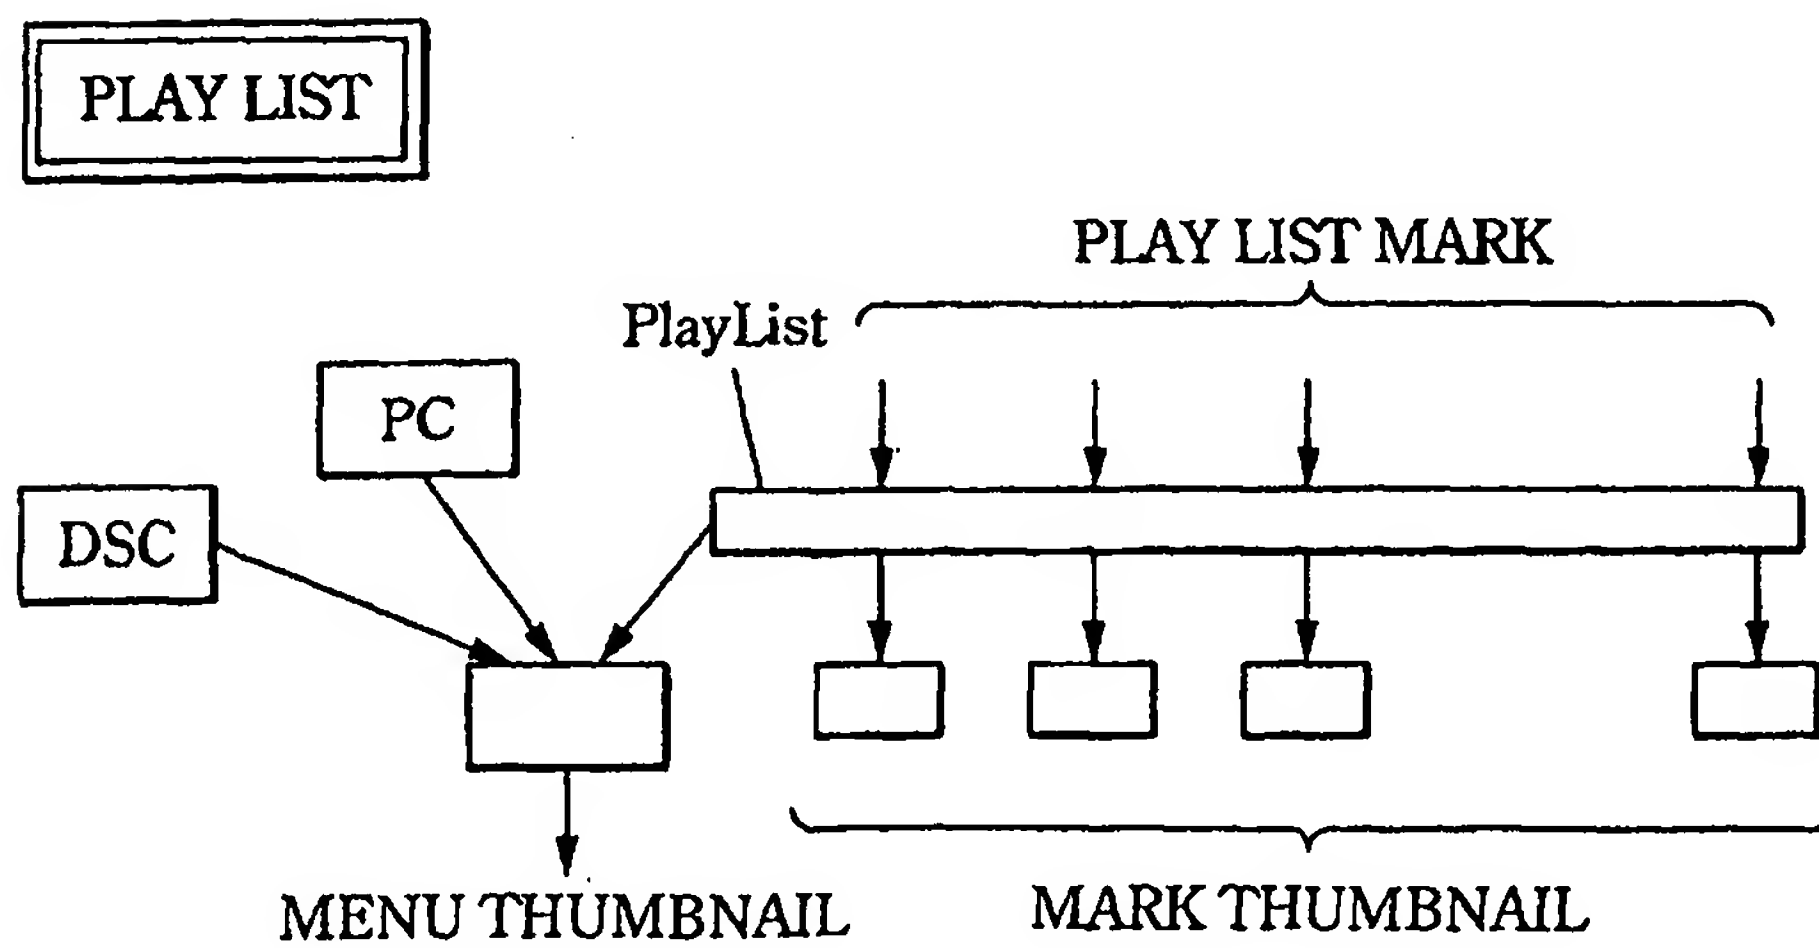 PLAY LIST
PLAY LIST MARK
PlayList
PC
DSC
MENU THUMBNAIL
MARK THUMBNAIL